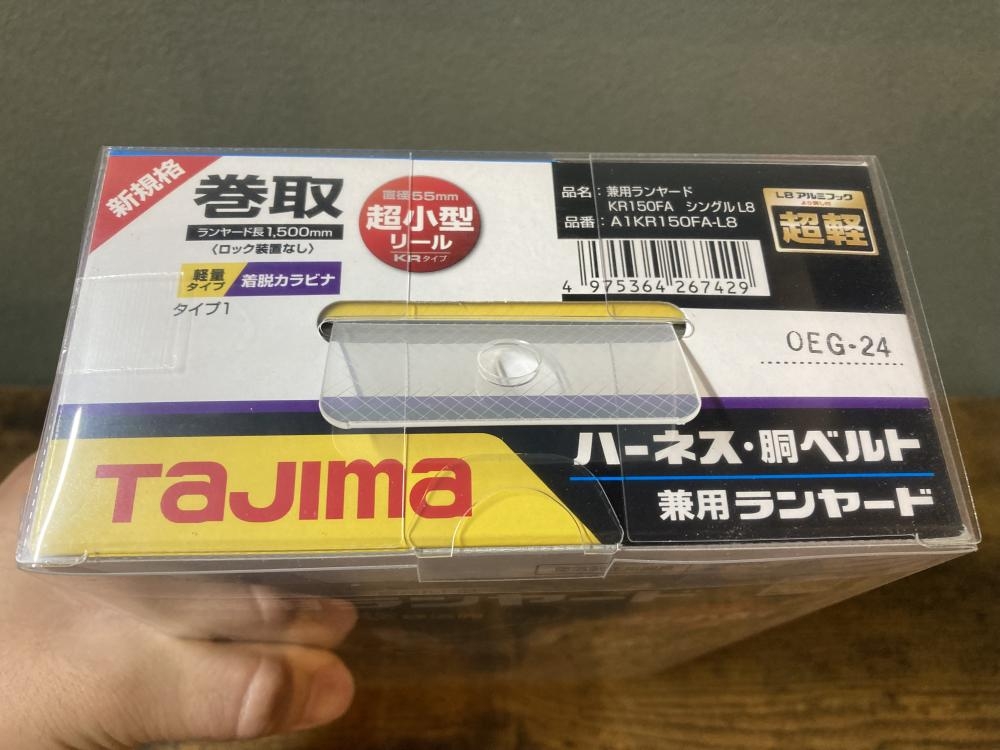 新規格
巻取
ランヤード長1,500mm
〈ロック装置なし〉
軽量
タイプ
着脱カラビナ
タイプ1
直径55mm
超小型
リール
KRタイプ
品名：兼用ランヤード
KR150FA シングルL8
品番：A1KR150FA-L8
4 975364 267429
L8アルミフック
超軽
OEG-24
TaJIma
ハーネス・胴ベルト
兼用ランヤード